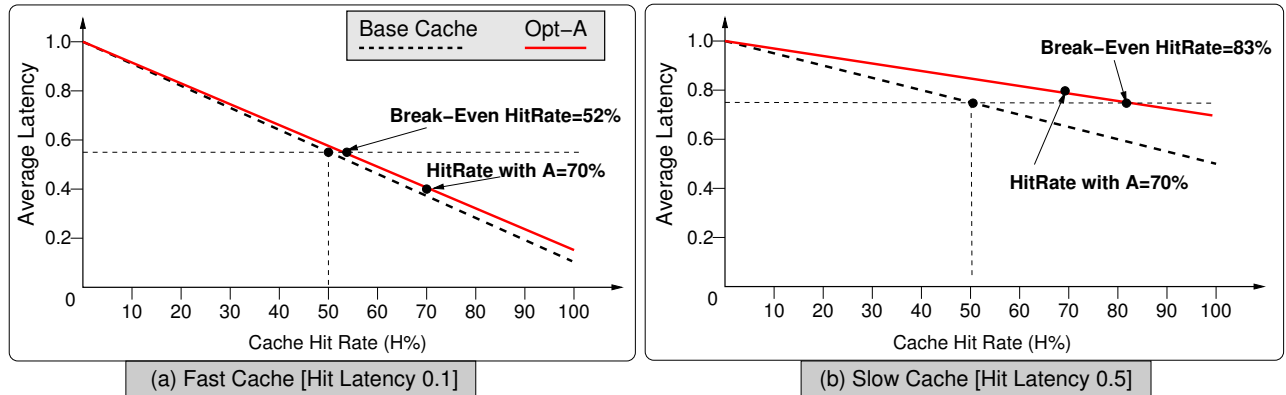 Base Cache
Opt−A
Average Latency
1.0
0.8
0.6
0.4
0.2
0
Break−Even HitRate=52%
HitRate with A=70%
10 20 30 40 50 60 70 80 90 100
Cache Hit Rate (H%)
(a) Fast Cache [Hit Latency 0.1]
Average Latency
1.0
0.8
0.6
0.4
0.2
0
Break−Even HitRate=83%
HitRate with A=70%
10 20 30 40 50 60 70 80 90 100
Cache Hit Rate (H%)
(b) Slow Cache [Hit Latency 0.5]